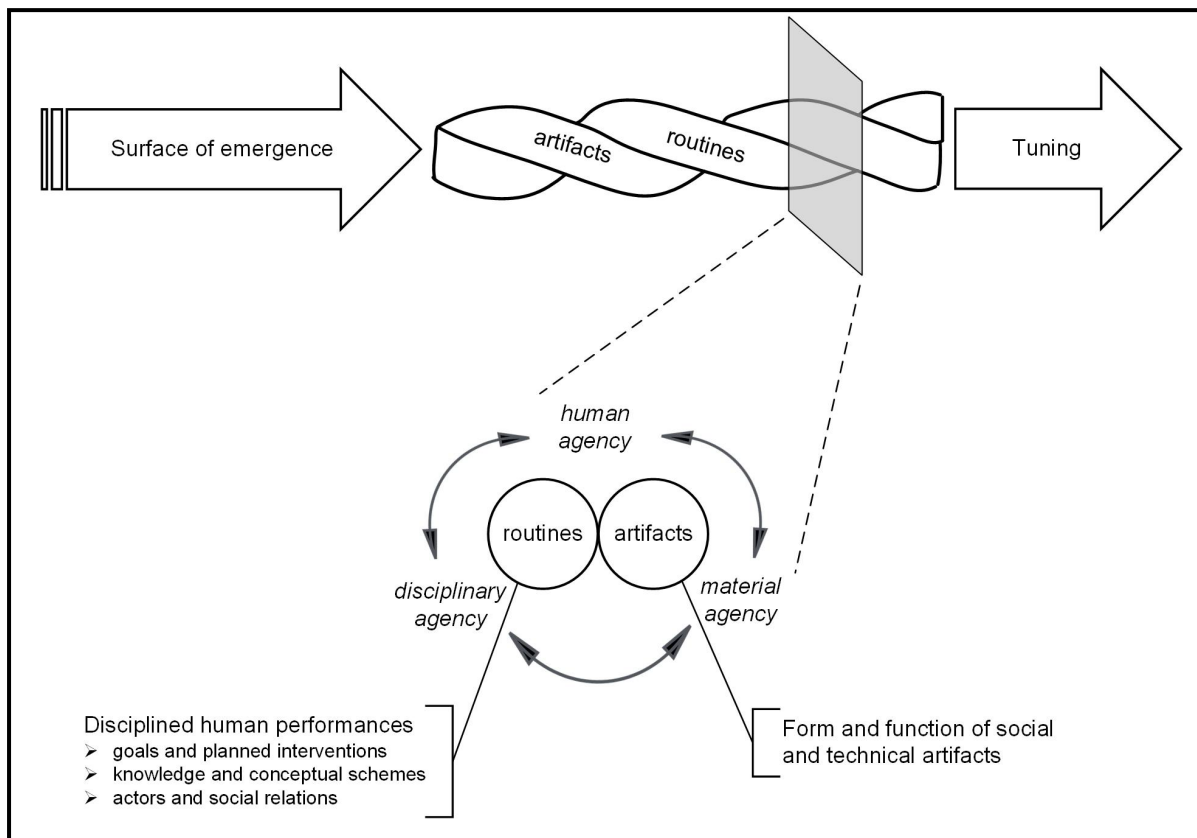 Surface of emergence
artifacts
routines
Tuning
human
agency
routines
artifacts
disciplinary
agency
material
agency
Disciplined human performances
➢ goals and planned interventions
➢ knowledge and conceptual schemes
➢ actors and social relations
Form and function of social
and technical artifacts